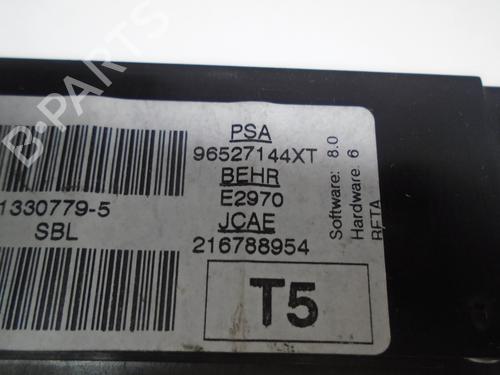 PSA
96527144XT
BEHR
E2970
JCAE
216788954
T5
1330779-5
SBL
Software: 8.0
Hardware: 6
RFTA
B-PARTS